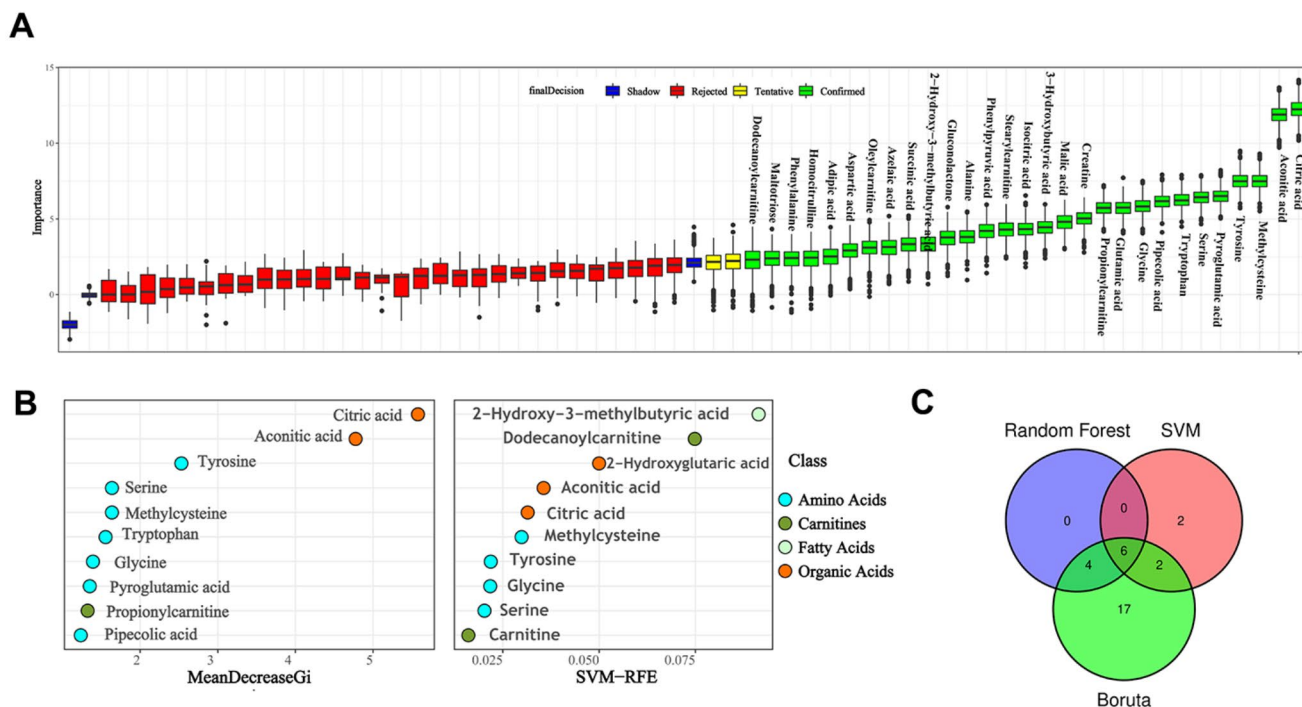 A
15
10
5
0
Importance
finalDecision Shadow Rejected Tentative Confirmed
Dodecanoylcarnitine
Maltotriose
Phenylalanine
Homocitrulline
Adipic acid
Aspartic acid
Oleylcarnitine
Azelaic acid
Succinic acid
2-Hydroxy-3-methylbutyric acid
Gluconolactone
Alanine
Phenylpyruvic acid
Stearylcarnitine
Isocitric acid
3-Hydroxybutyric acid
Malic acid
Creatine
Propionylcarnitine
Glutamic acid
Glycine
Pipecolic acid
Tryptophan
Serine
Pyroglutamic acid
Tyrosine
Methylcysteine
Aconitic acid
Citric acid
B
Citric acid
Aconitic acid
Tyrosine
Serine
Methylcysteine
Tryptophan
Glycine
Pyroglutamic acid
Propionylcarnitine
Pipecolic acid
2 3 4 5
MeanDecreaseGi
2-Hydroxy-3-methylbutyric acid
Dodecanoylcarnitine
2-Hydroxyglutaric acid
Aconitic acid
Citric acid
Methylcysteine
Tyrosine
Glycine
Serine
Carnitine
0.025 0.050 0.075
SVM-RFE
Class
Amino Acids
Carnitines
Fatty Acids
Organic Acids
C
Random Forest SVM
0 0 2
6
4 2
17
Boruta